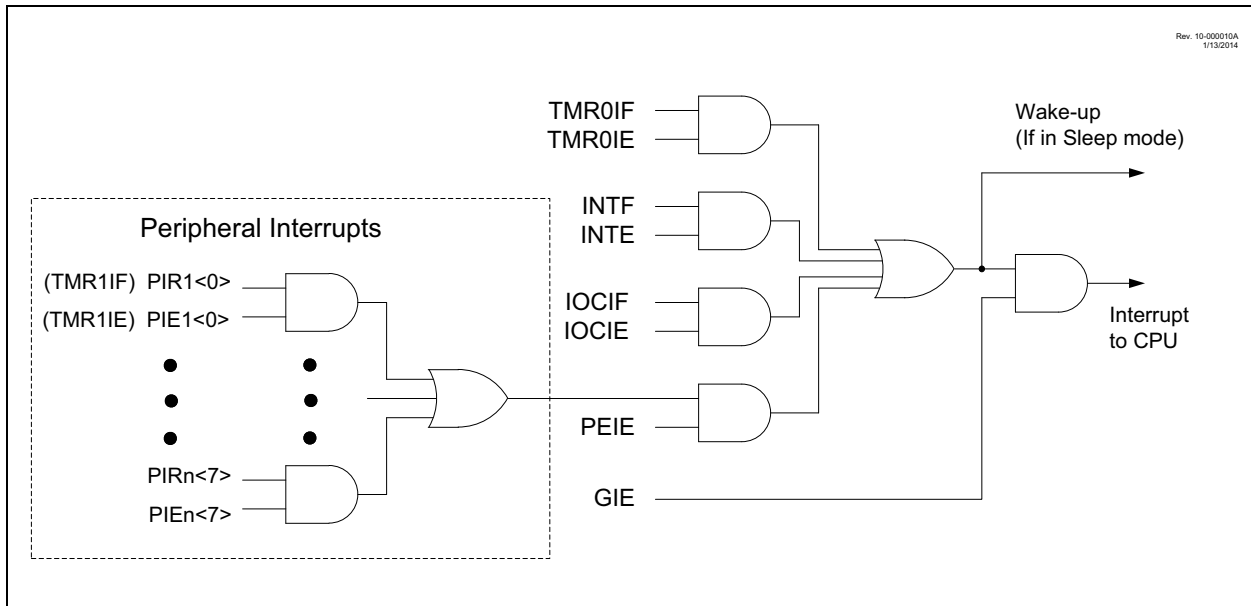 Rev. 10-000010A
1/13/2014
TMR0IF
TMR0IE
Wake-up
(If in Sleep mode)
INTF
INTE
Peripheral Interrupts
(TMR1IF) PIR1<0>
(TMR1IE) PIE1<0>
IOCIF
IOCIE
Interrupt
to CPU
PEIE
PIRn<7>
PIEn<7>
GIE